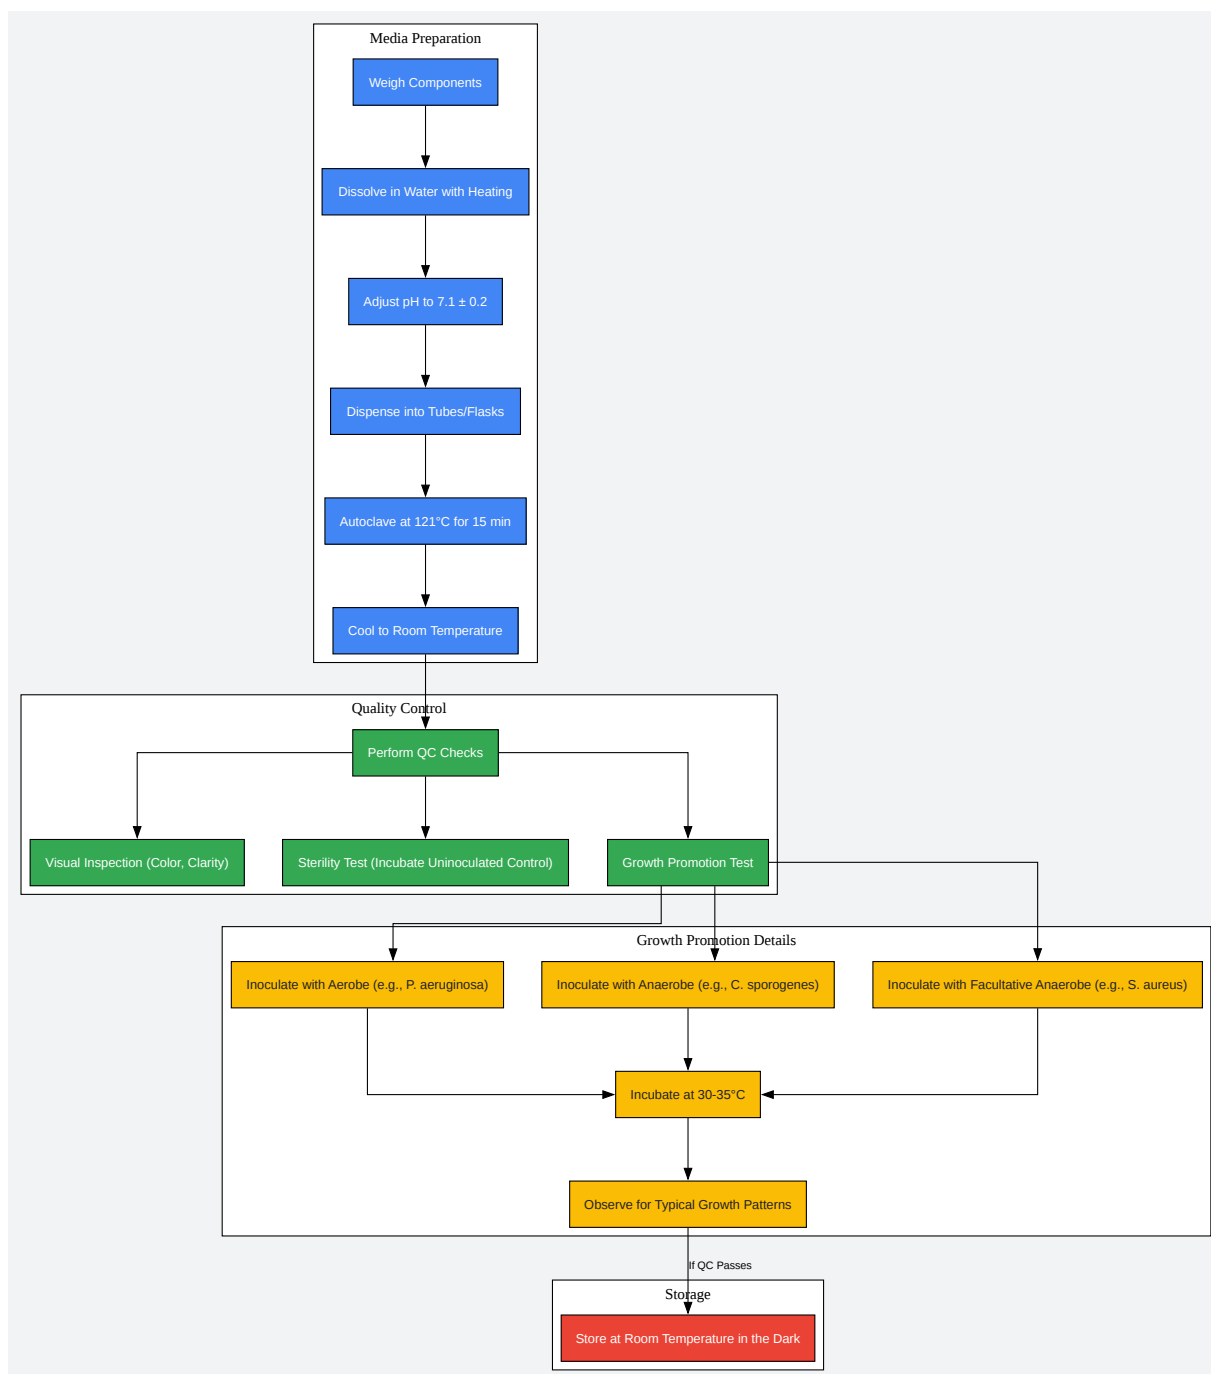 Media Preparation
Weigh Components
Dissolve in Water with Heating
Adjust pH to 7.1 ± 0.2
Dispense into Tubes/Flasks
Autoclave at 121°C for 15 min
Cool to Room Temperature
Quality Control
Perform QC Checks
Visual Inspection (Color, Clarity)
Sterility Test (Incubate Uninoculated Control)
Growth Promotion Test
Growth Promotion Details
Inoculate with Aerobe (e.g., P. aeruginosa)
Inoculate with Anaerobe (e.g., C. sporogenes)
Inoculate with Facultative Anaerobe (e.g., S. aureus)
Incubate at 30-35°C
Observe for Typical Growth Patterns
If QC Passes
Storage
Store at Room Temperature in the Dark